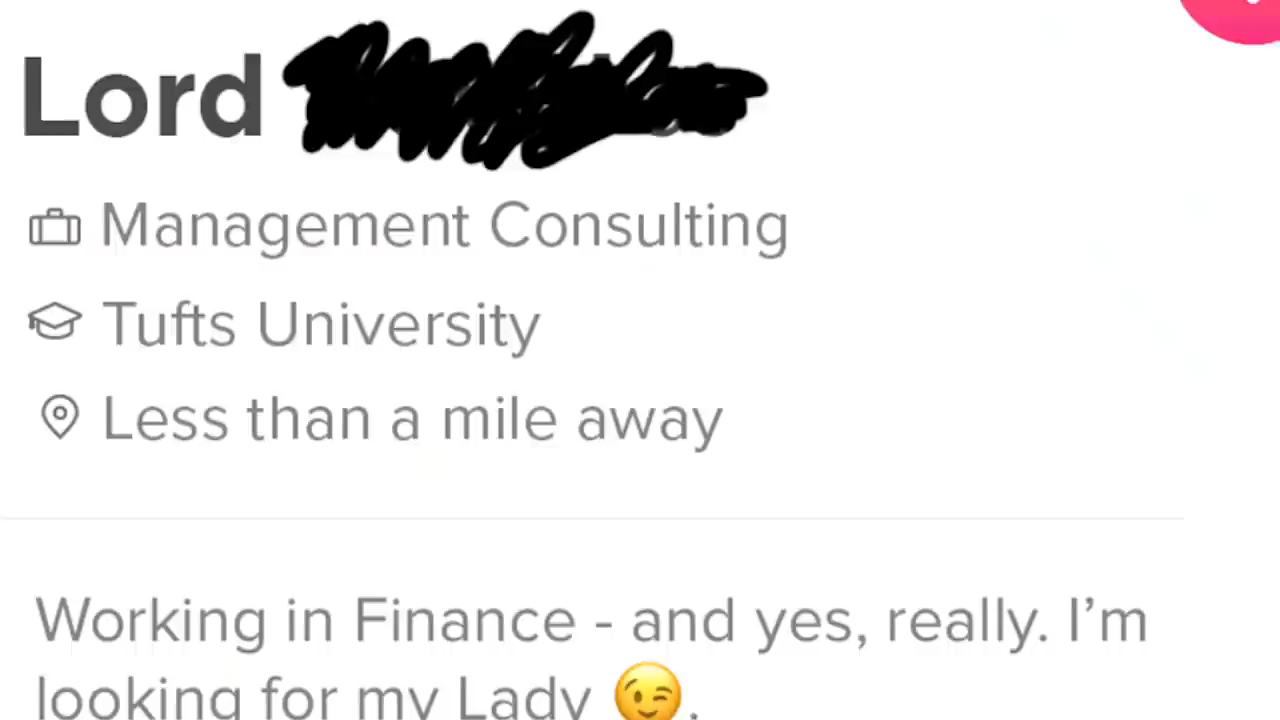 Lord
Management Consulting
Tufts University
Less than a mile away
Working in Finance - and yes, really. I’m
looking for my Lady 😉.